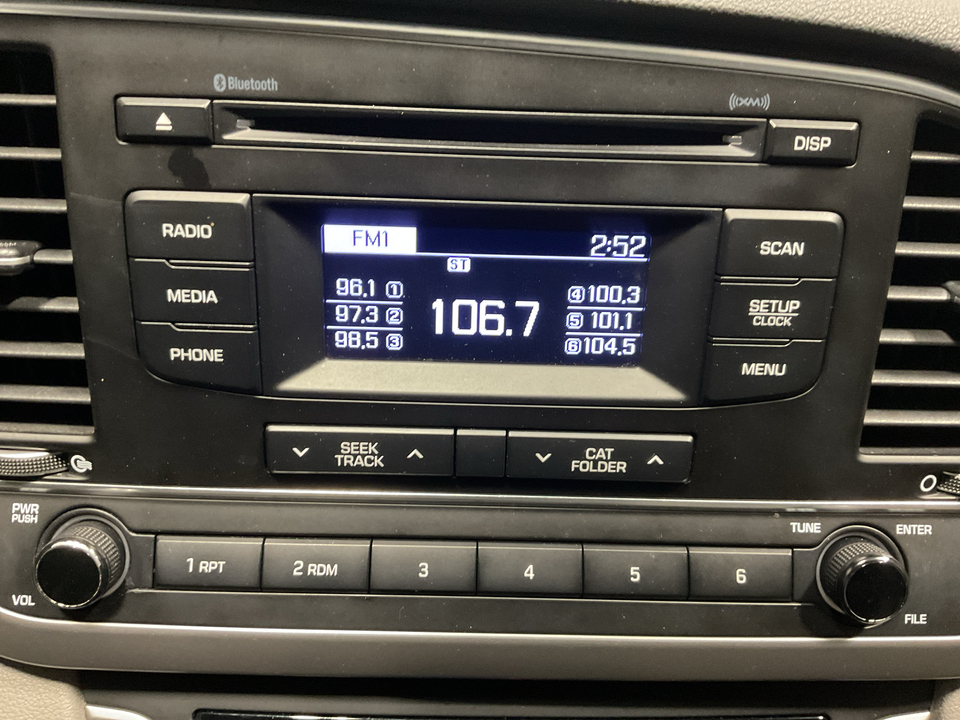 Bluetooth
((XM))
DISP
RADIO
MEDIA
PHONE
FM1
2:52
ST
96.1 1
97.3 2
98.5 3
106.7
4 100.3
5 101.1
6 104.5
SCAN
SETUP
CLOCK
MENU
SEEK
TRACK
CAT
FOLDER
PWR
PUSH
VOL
1 RPT
2 RDM
3
4
5
6
TUNE
ENTER
FILE